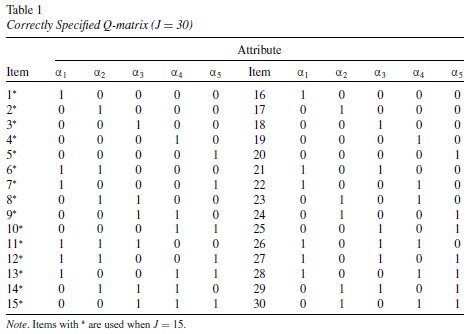 Table 1
Correctly Specified Q-matrix (J = 30)
Attribute
Item α1 α2 α3 α4 α5 Item α1 α2 α3 α4 α5
1* 1 0 0 0 0 16 1 0 0 0 0
2* 0 1 0 0 0 17 0 1 0 0 0
3* 0 0 1 0 0 18 0 0 1 0 0
4* 0 0 0 1 0 19 0 0 0 1 0
5* 0 0 0 0 1 20 0 0 0 0 1
6* 1 1 0 0 0 21 1 0 1 0 0
7* 1 0 0 0 1 22 1 0 0 1 0
8* 0 1 1 0 0 23 0 1 0 1 0
9* 0 0 1 1 0 24 0 1 0 0 1
10* 0 0 0 1 1 25 0 0 1 0 1
11* 1 1 1 0 0 26 1 0 1 1 0
12* 1 1 0 0 1 27 1 0 1 0 1
13* 1 0 0 1 1 28 1 0 0 1 1
14* 0 1 1 1 0 29 0 1 1 0 1
15* 0 0 1 1 1 30 0 1 0 1 1
Note. Items with * are used when J = 15.